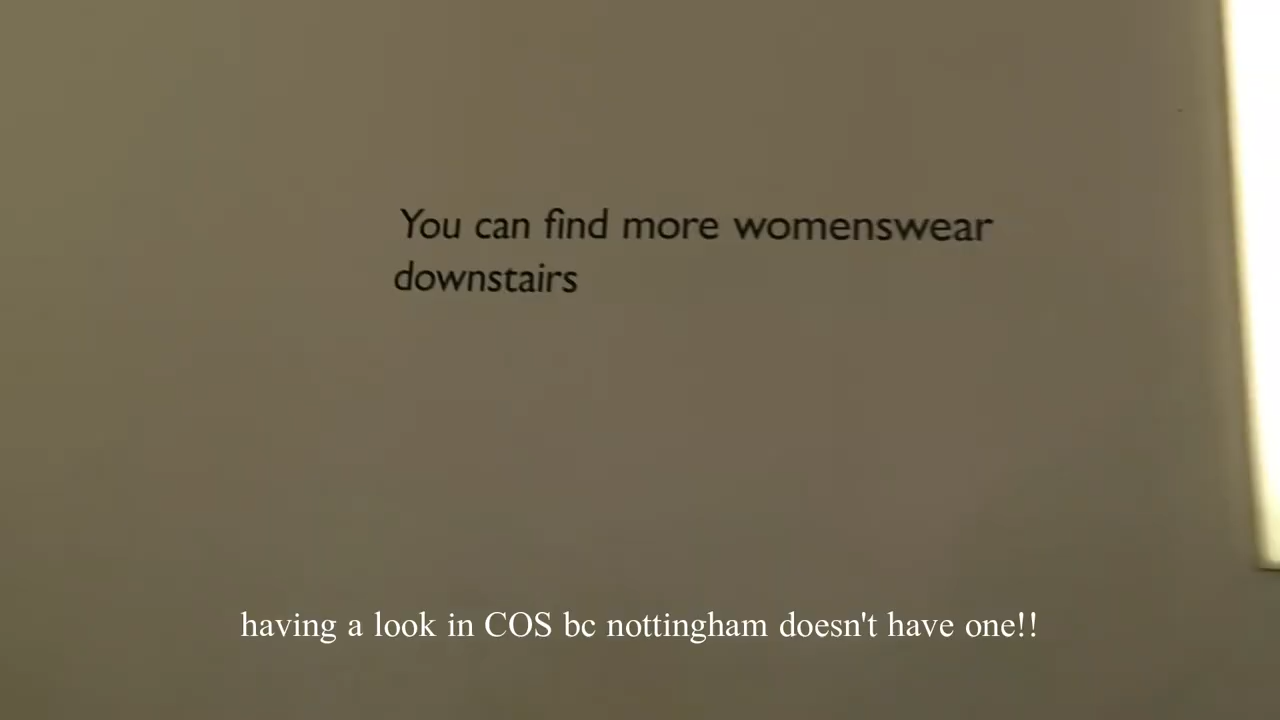 You can find more womenswear
downstairs
having a look in COS bc nottingham doesn't have one!!